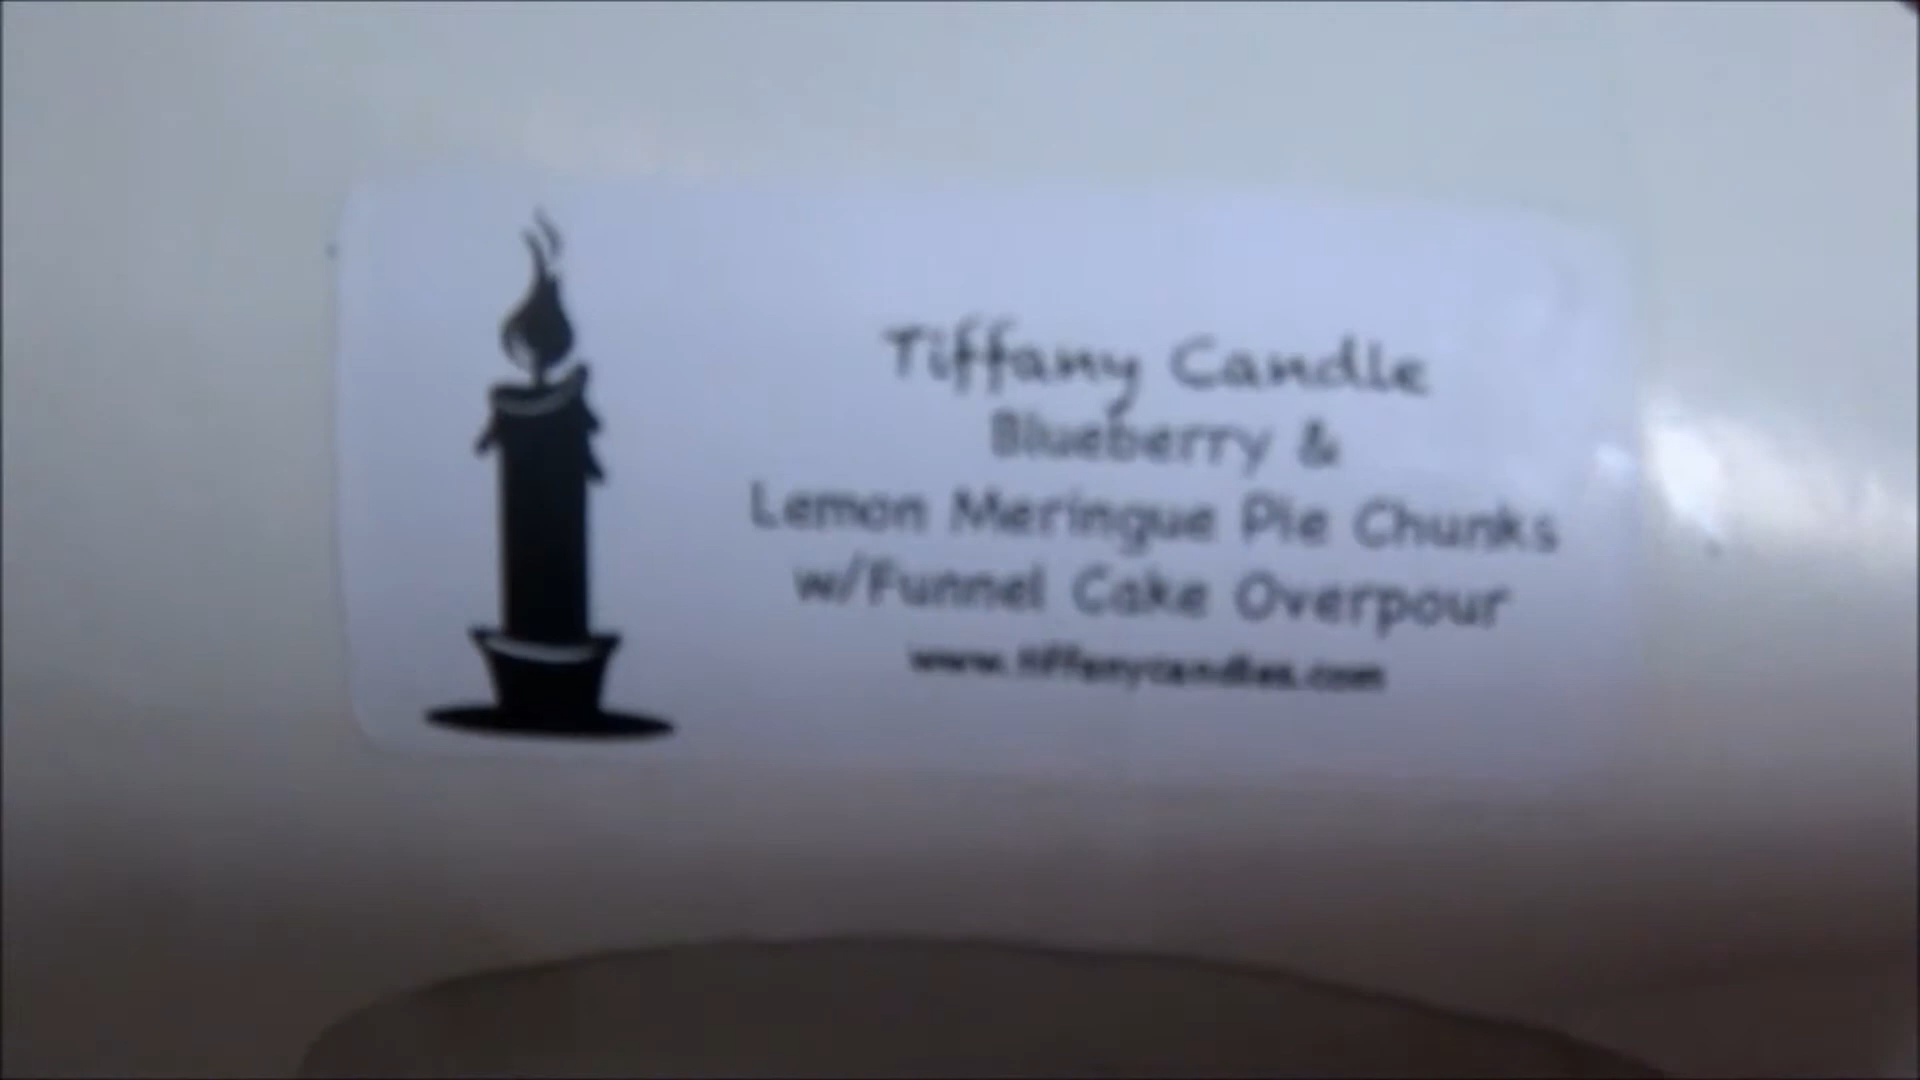 Tiffany Candle
Blueberry &
Lemon Meringue Pie Chunks
w/Funnel Cake Overpour
www.tiffanycandles.com